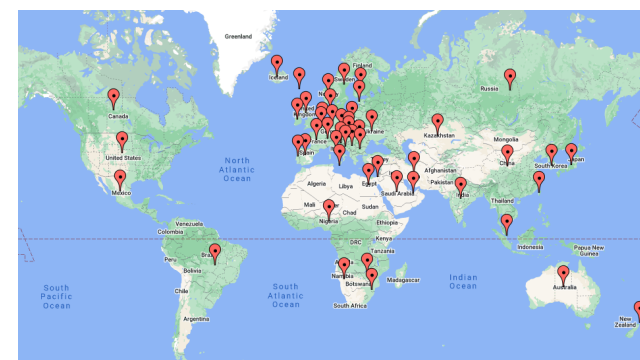 Greenland
Iceland
Finland
Sweden
Russia
Canada
Kazakhstan
Mongolia
Ukraine
France
Spain
United States
North
Atlantic
Ocean
China
South Korea
Japan
Afghanistan
Pakistan
Algeria
Libya
Egypt
Saudi Arabia
India
Mexico
Mali
Sudan
Chad
Nigeria
Ethiopia
Thailand
Venezuela
Colombia
DRC
Kenya
Tanzania
Indonesia
Papua New
Guinea
Peru
Brazil
Bolivia
Namibia
Botswana
Madagascar
Indian
Ocean
Australia
South
Pacific
Ocean
South
Atlantic
Ocean
Chile
South Africa
Argentina
New
Zealand